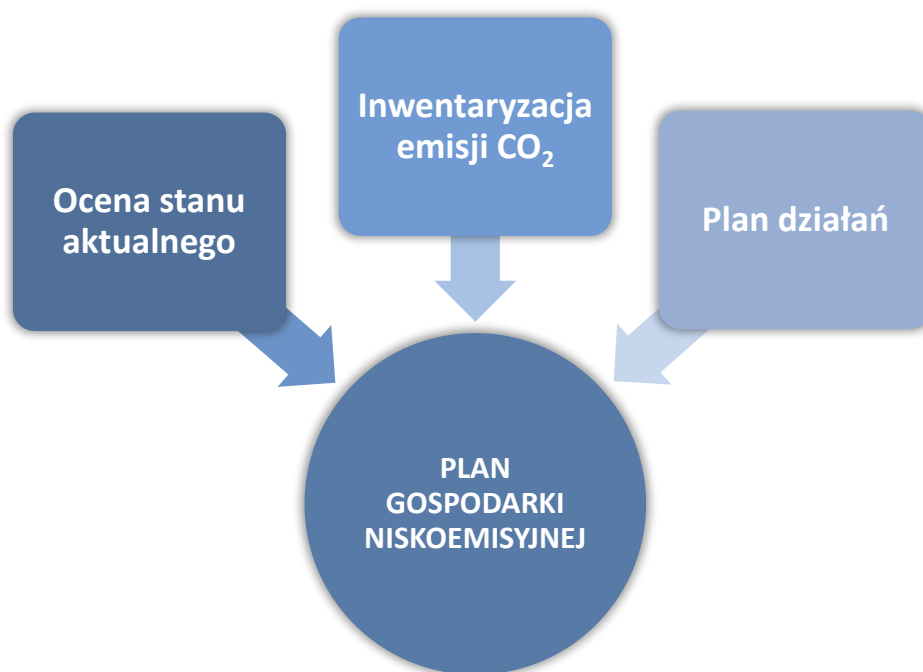 Ocena stanu
aktualnego
Inwentaryzacja
emisji CO₂
Plan działań
PLAN
GOSPODARKI
NISKOEMISYJNEJ